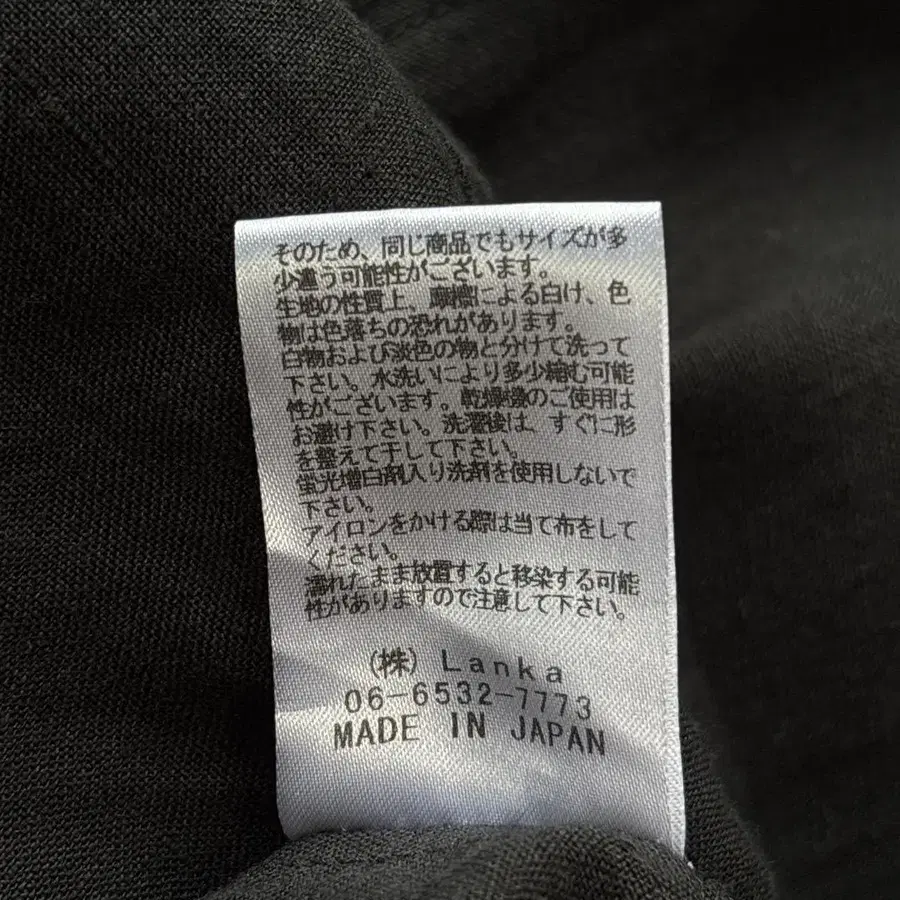 そのため、同じ商品でもサイズが多
少違う可能性がございます。
生地の性質上、摩擦による白け、色
物は色落ちの恐れがあります。
白物および淡色の物と分けて洗って
下さい。水洗いにより多少縮む可能
性がございます。乾燥機のご使用は
お避け下さい。洗濯後は、すぐに形
を整えて干して下さい。
蛍光増白剤入り洗剤を使用しないで
下さい。
アイロンをかける際は当て布をして
ください。
濡れたまま放置すると移染する可能
性がありますので注意して下さい。
(株) Lanka
06-6532-7773
MADE IN JAPAN